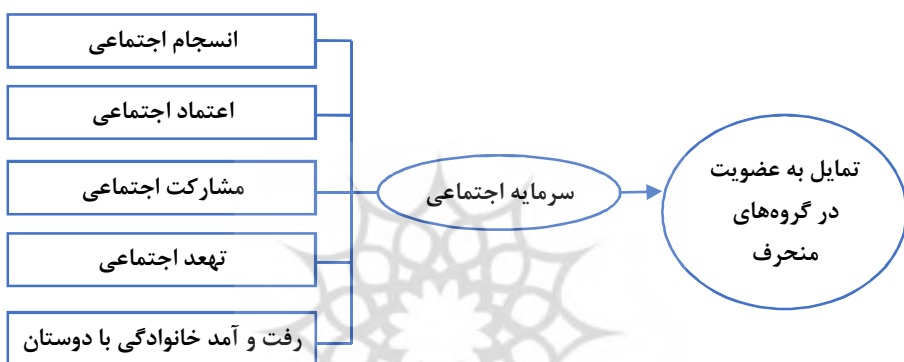 انسجام اجتماعی
اعتماد اجتماعی
مشارکت اجتماعی
تهعد اجتماعی
رفت و آمد خانوادگی با دوستان
سرمایه اجتماعی
تمایل به عضویت
در گروه‌های
منحرف